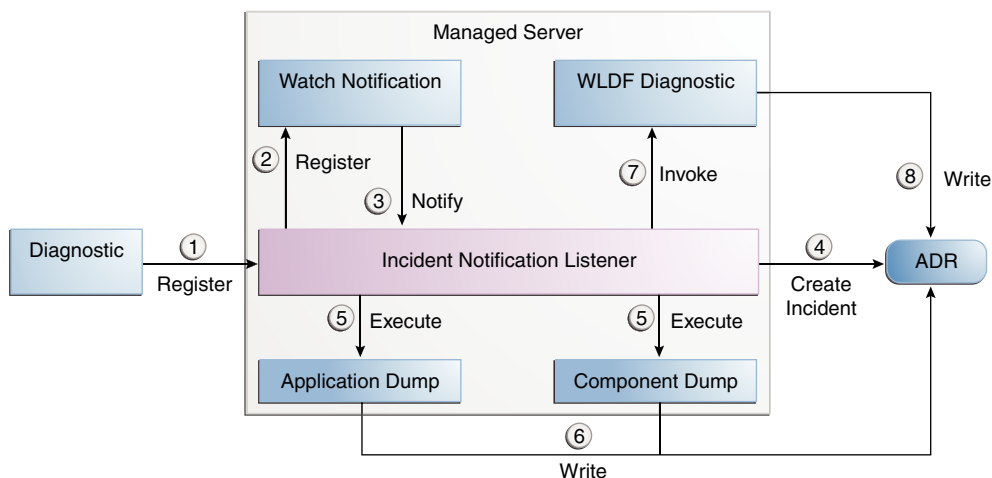 Managed Server
Watch Notification
WLDF Diagnostic
2
Register
3
Notify
7
Invoke
8
Write
Diagnostic
1
Register
Incident Notification Listener
4
Create
Incident
ADR
5
Execute
5
Execute
Application Dump
Component Dump
6
Write